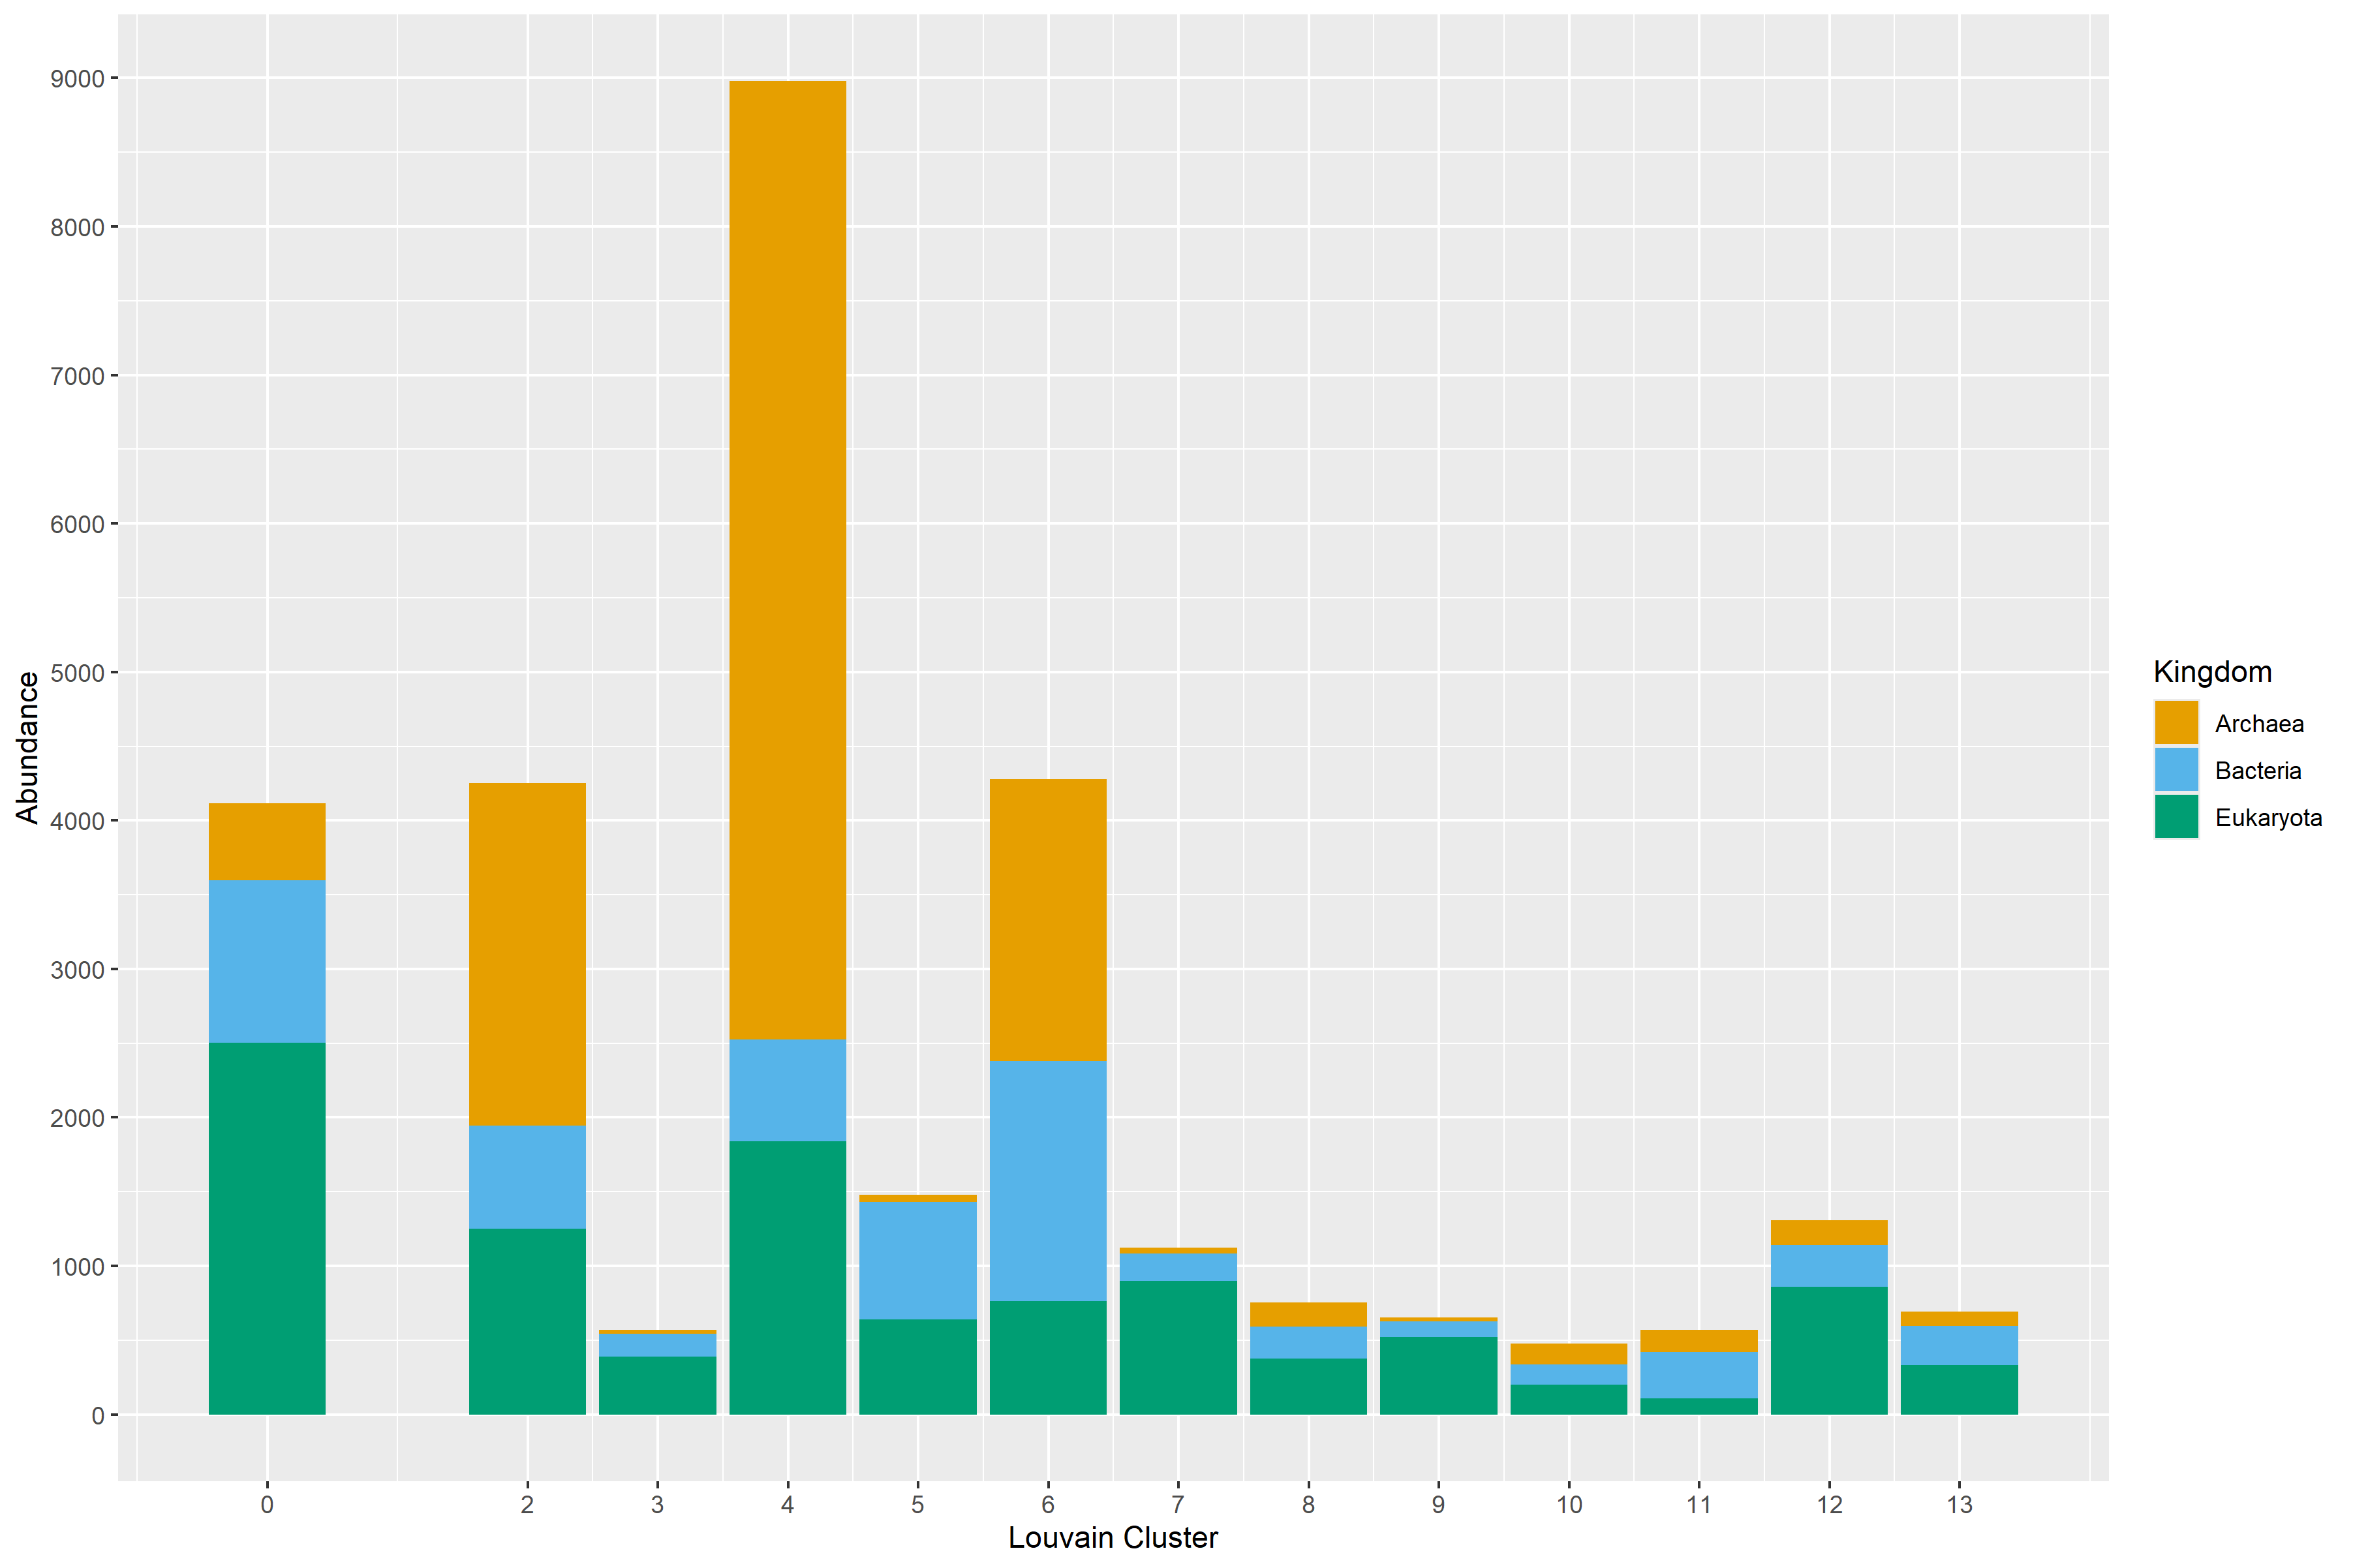 9000
8000
7000
6000
5000
4000
3000
2000
1000
0
Abundance
0 2 3 4 5 6 7 8 9 10 11 12 13
Louvain Cluster
Kingdom
Archaea
Bacteria
Eukaryota